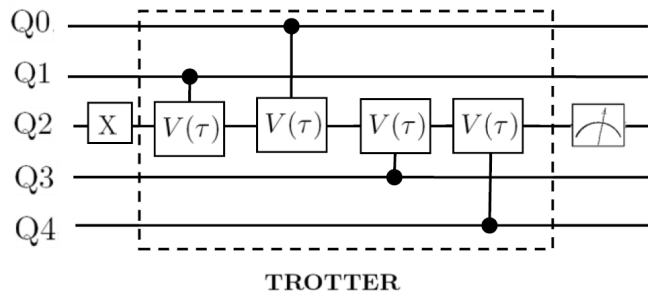 Q0
Q1
Q2 X V(τ) V(τ) V(τ) V(τ)
Q3
Q4
TROTTER